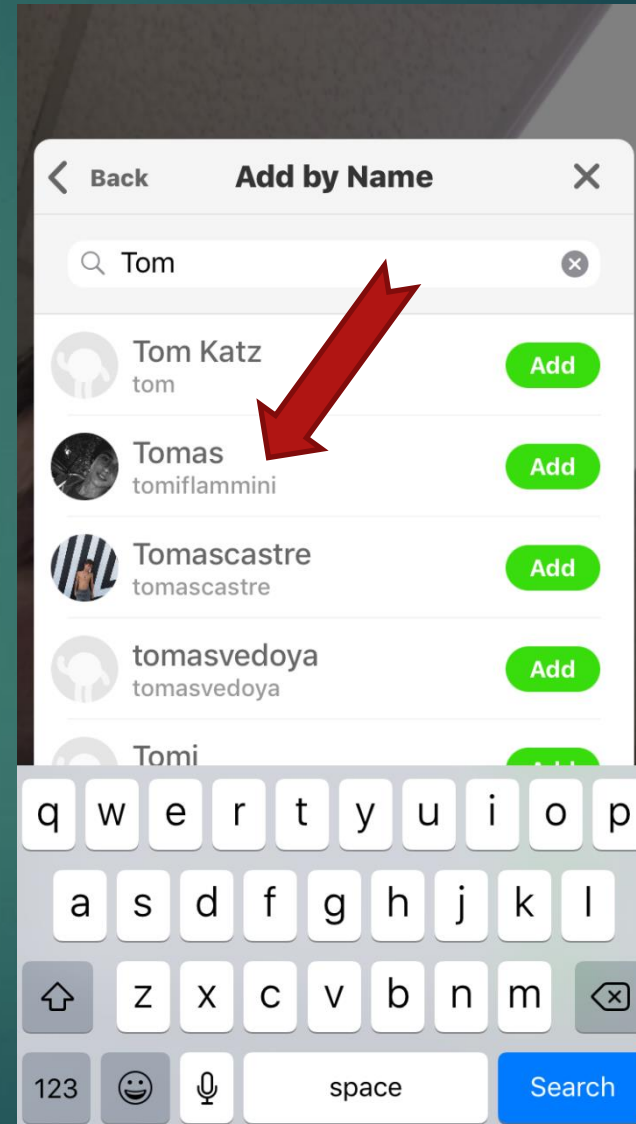 Back Add by Name
Tom
Tom Katz
tom
Add
Tomas
tomiflammini
Add
Tomascastre
tomascastre
Add
tomasvedoya
tomasvedoya
Add
Tomi
Add
q w e r t y u i o p
a s d f g h j k l
z x c v b n m
123 space Search